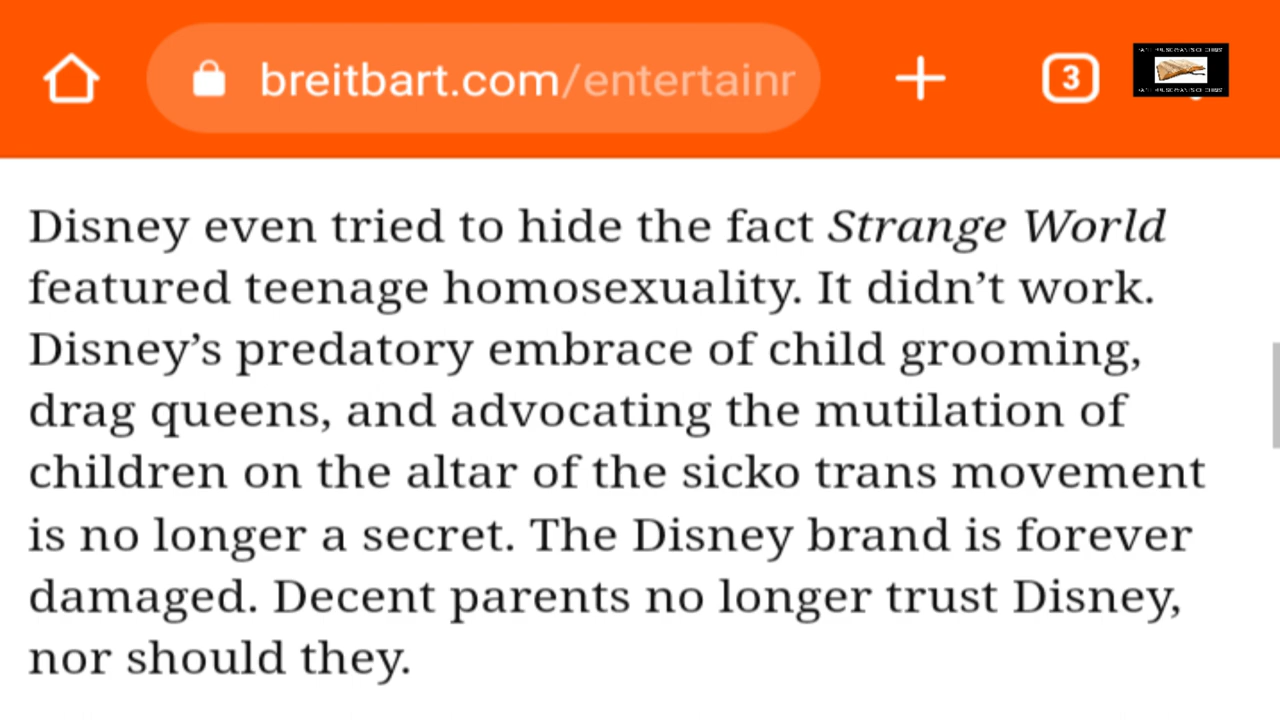 breitbart.com/entertainr
3
Disney even tried to hide the fact Strange World
featured teenage homosexuality. It didn’t work.
Disney’s predatory embrace of child grooming,
drag queens, and advocating the mutilation of
children on the altar of the sicko trans movement
is no longer a secret. The Disney brand is forever
damaged. Decent parents no longer trust Disney,
nor should they.